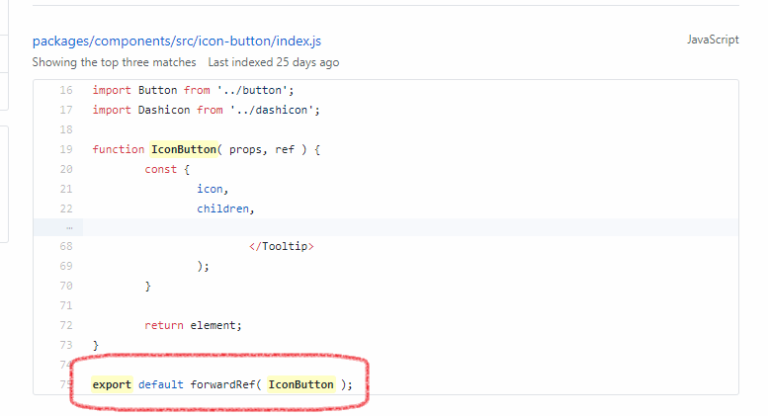 packages/components/src/icon-button/index.js
JavaScript
Showing the top three matches Last indexed 25 days ago
16 import Button from '../button';
17 import Dashicon from '../dashicon';
18
19 function IconButton( props, ref ) {
20 const {
21 icon,
22 children,
…
68 </Tooltip>
69 );
70 }
71
72 return element;
73 }
74
75 export default forwardRef( IconButton );